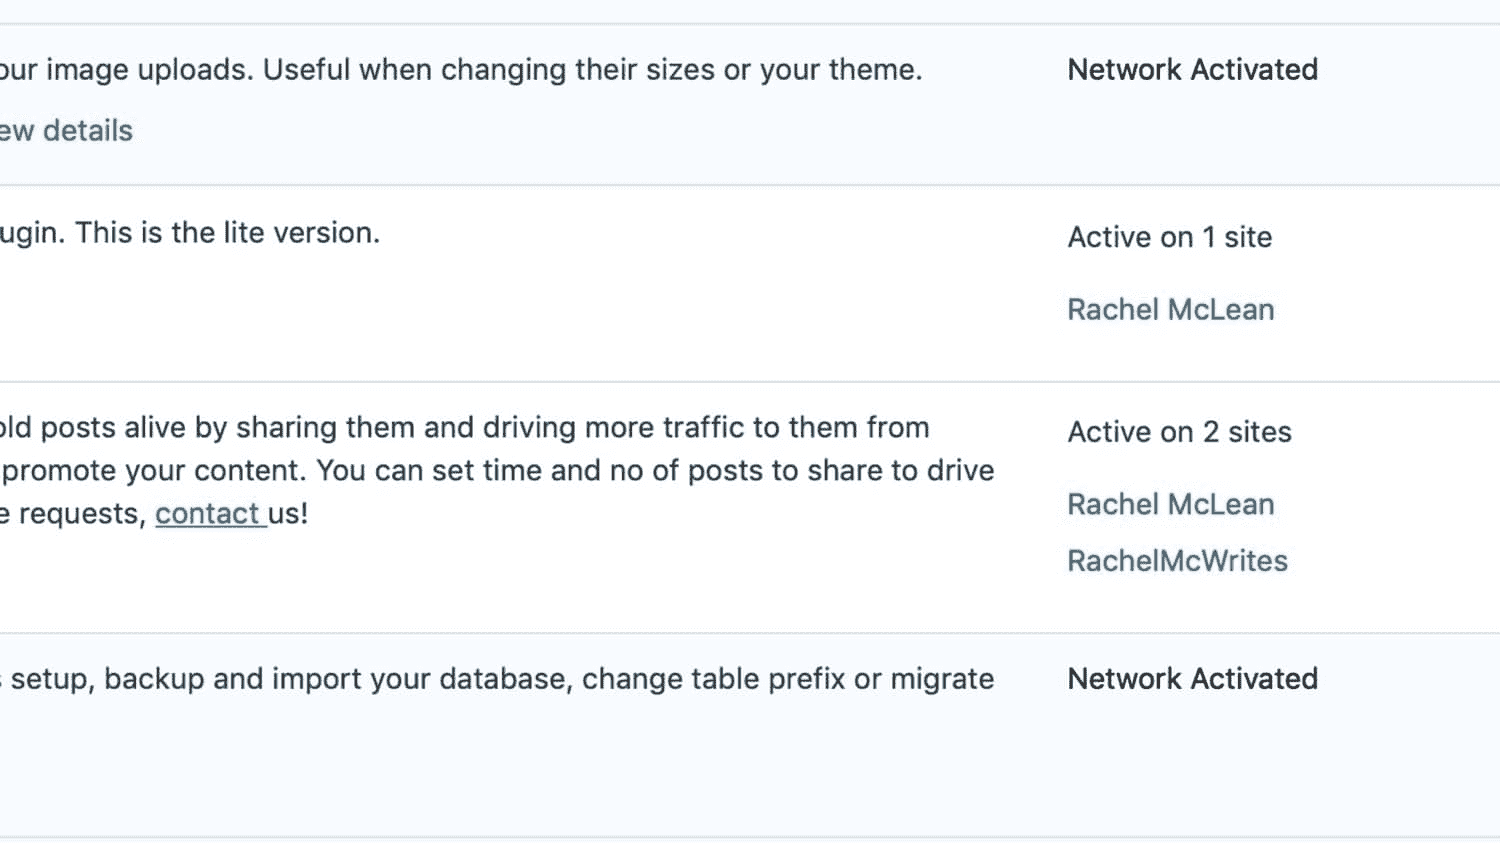 our image uploads. Useful when changing their sizes or your theme.
Network Activated
ew details
ugin. This is the lite version.
Active on 1 site
Rachel McLean
old posts alive by sharing them and driving more traffic to them from
promote your content. You can set time and no of posts to share to drive
e requests, contact us!
Active on 2 sites
Rachel McLean
RachelMcWrites
setup, backup and import your database, change table prefix or migrate
Network Activated